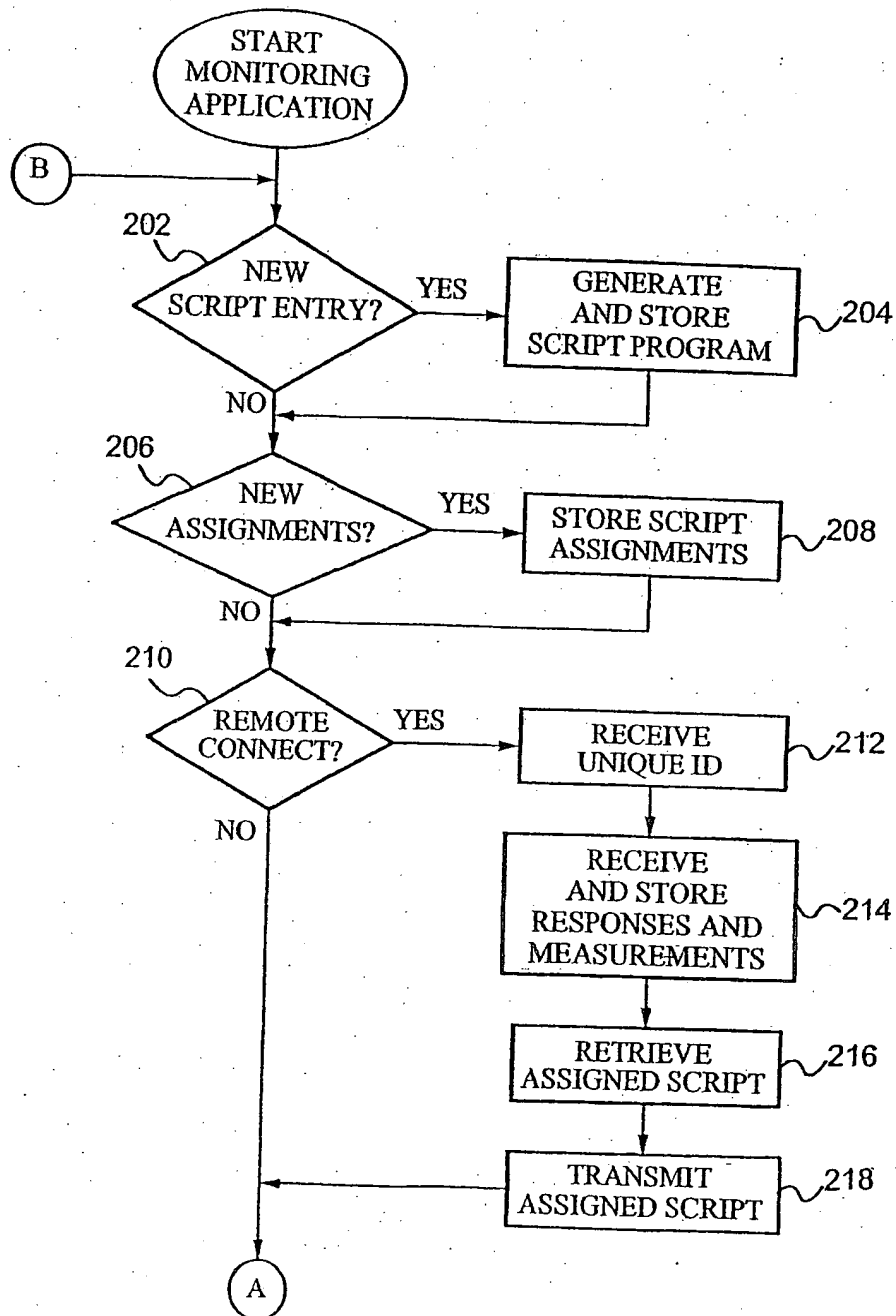 START
MONITORING
APPLICATION
B
202
NEW
SCRIPT ENTRY?
YES
GENERATE
AND STORE
SCRIPT PROGRAM
204
NO
206
NEW
ASSIGNMENTS?
YES
STORE SCRIPT
ASSIGNMENTS
208
NO
210
REMOTE
CONNECT?
YES
RECEIVE
UNIQUE ID
212
NO
RECEIVE
AND STORE
RESPONSES AND
MEASUREMENTS
214
RETRIEVE
ASSIGNED SCRIPT
216
TRANSMIT
ASSIGNED SCRIPT
218
A